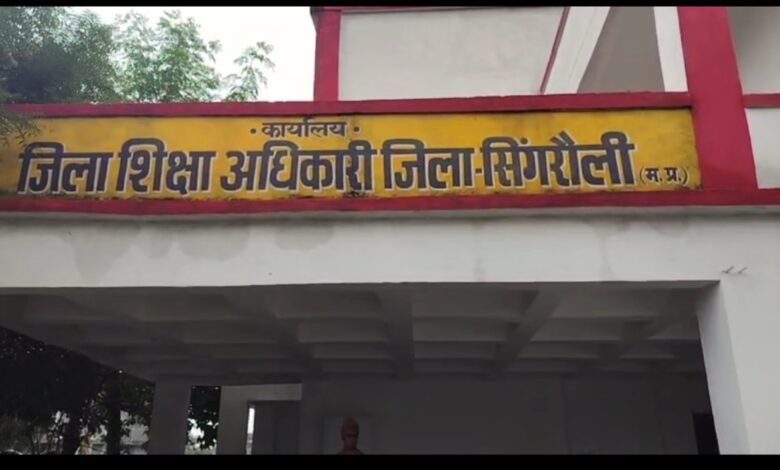 • कार्यालय •
जिला शिक्षा अधिकारी जिला-सिंगरौली (म.प्र.)